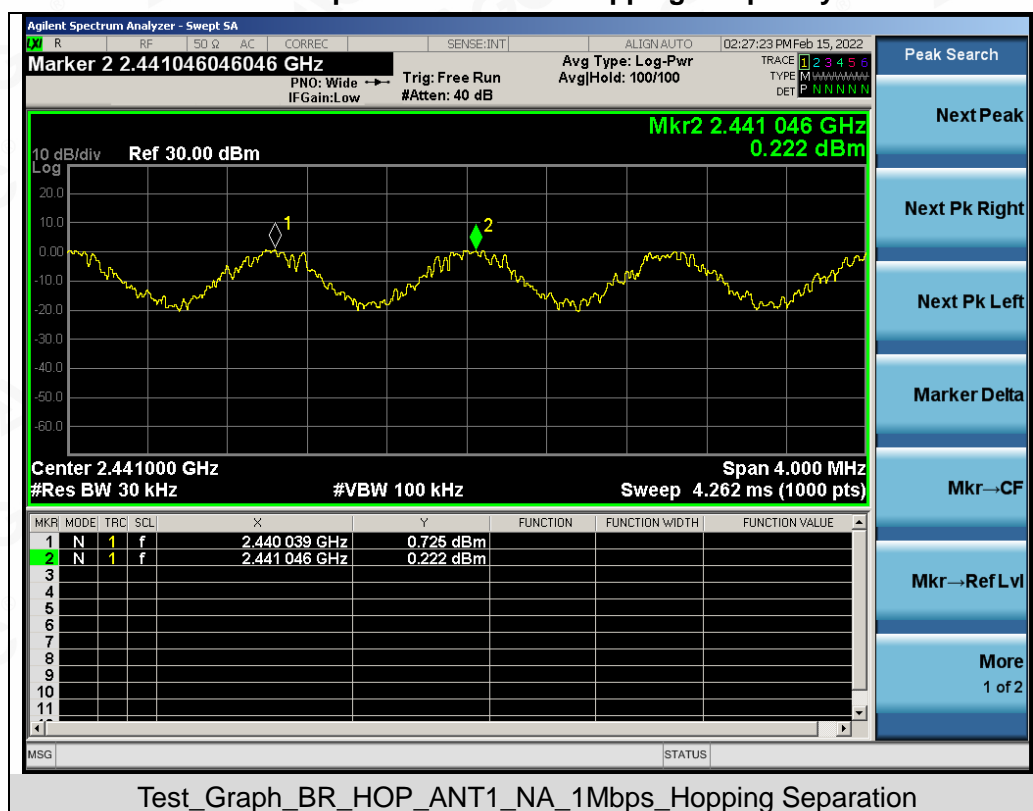 Agilent Spectrum Analyzer - Swept SA
LXI R RF 50 Ω AC CORREC SENSE:INT ALIGN AUTO 02:27:23 PM Feb 15, 2022
Marker 2 2.441046046046 GHz
PNO: Wide
IFGain:Low
Trig: Free Run
#Atten: 40 dB
Avg Type: Log-Pwr
Avg|Hold: 100/100
TRACE 1 2 3 4 5 6
TYPE M
DET P N N N N N
Mkr2 2.441 046 GHz
0.222 dBm
10 dB/div Ref 30.00 dBm
Log
20.0
10.0
0.00
-10.0
-20.0
-30.0
-40.0
-50.0
-60.0
1
2
Center 2.441000 GHz Span 4.000 MHz
#Res BW 30 kHz #VBW 100 kHz Sweep 4.262 ms (1000 pts)
MKR MODE TRC SCL X Y FUNCTION FUNCTION WIDTH FUNCTION VALUE
1 N 1 f 2.440 039 GHz 0.725 dBm
2 N 1 f 2.441 046 GHz 0.222 dBm
3
4
5
6
7
8
9
10
11
MSG STATUS
Peak Search
Next Peak
Next Pk Right
Next Pk Left
Marker Delta
Mkr→CF
Mkr→Ref Lvl
More
1 of 2
Test_Graph_BR_HOP_ANT1_NA_1Mbps_Hopping Separation